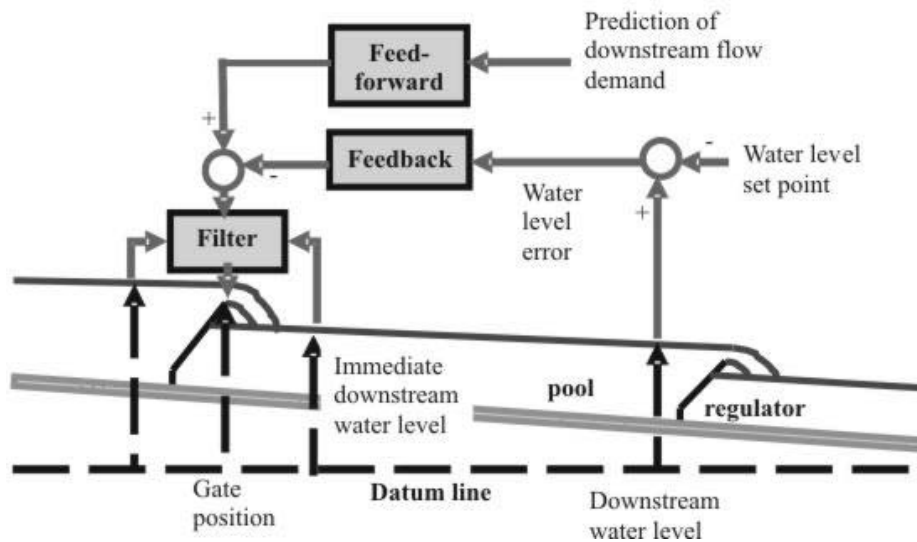 Prediction of
downstream flow
demand
Feed-
forward
+
-
Feedback
-
Water level
set point
Water
level
error
+
Filter
Immediate
downstream
water level
pool
regulator
Gate
position
Datum line
Downstream
water level